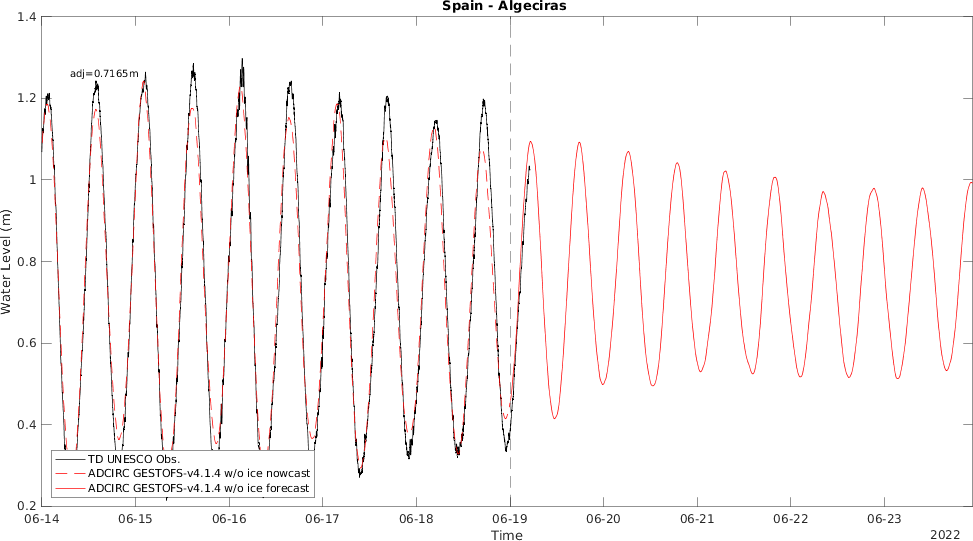 Spain - Algeciras
1.4
adj=0.7165m
1.2
1
0.8
0.6
0.4
0.2
Water Level (m)
TD UNESCO Obs.
ADCIRC GESTOFS-v4.1.4 w/o ice nowcast
ADCIRC GESTOFS-v4.1.4 w/o ice forecast
06-14 06-15 06-16 06-17 06-18 06-19 06-20 06-21 06-22 06-23
Time
2022